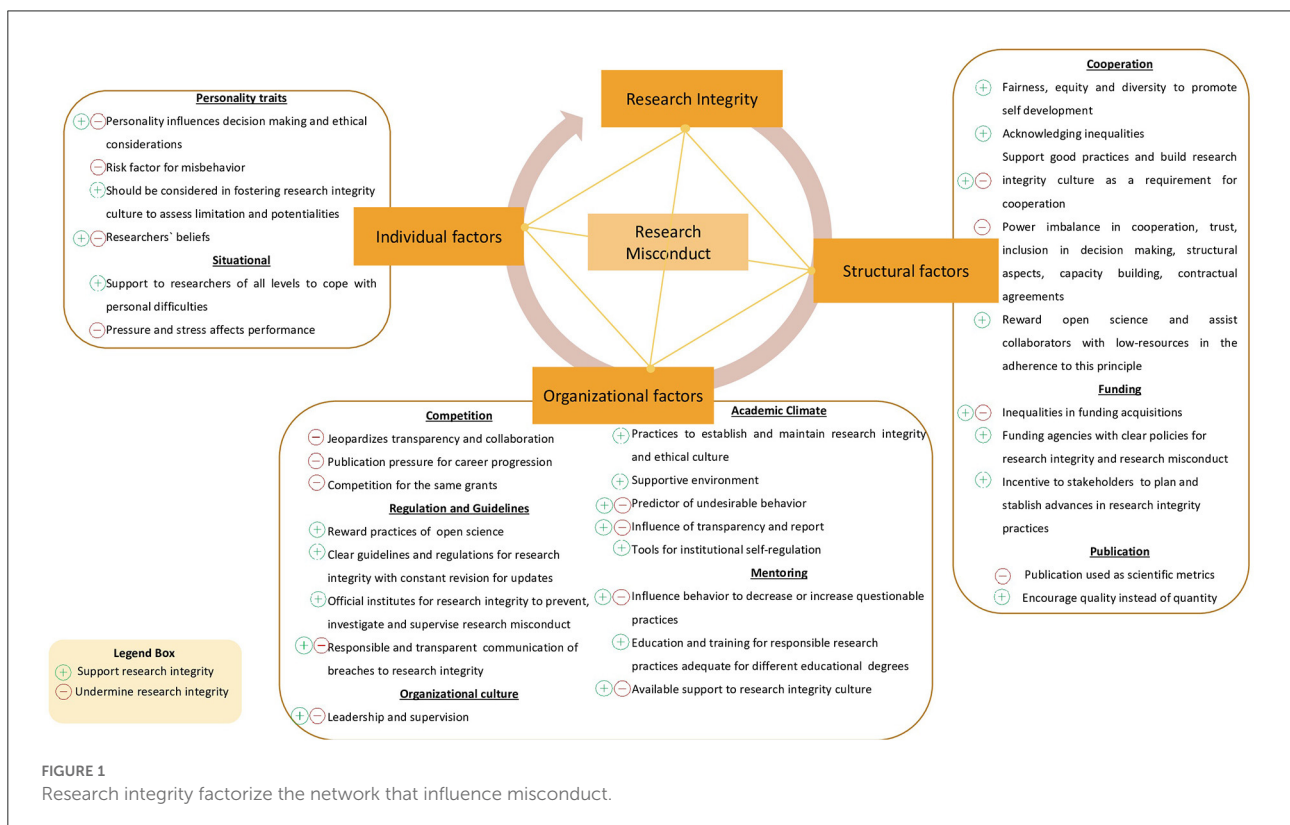 Research Integrity
Individual factors
Research
Misconduct
Structural factors
Organizational factors
Personality traits
Personality influences decision making and ethical
considerations
Risk factor for misbehavior
Should be considered in fostering research integrity
culture to assess limitation and potentialities
Researchers` beliefs
Situational
Support to researchers of all levels to cope with
personal difficulties
Pressure and stress affects performance
Cooperation
Fairness, equity and diversity to promote
self development
Acknowledging inequalities
Support good practices and build research
integrity culture as a requirement for
cooperation
Power imbalance in cooperation, trust,
inclusion in decision making, structural
aspects, capacity building, contractual
agreements
Reward open science and assist
collaborators with low-resources in the
adherence to this principle
Funding
Inequalities in funding acquisitions
Funding agencies with clear policies for
research integrity and research misconduct
Incentive to stakeholders to plan and
stablish advances in research integrity
practices
Publication
Publication used as scientific metrics
Encourage quality instead of quantity
Competition
Jeopardizes transparency and collaboration
Publication pressure for career progression
Competition for the same grants
Regulation and Guidelines
Reward practices of open science
Clear guidelines and regulations for research
integrity with constant revision for updates
Official institutes for research integrity to prevent,
investigate and supervise research misconduct
Responsible and transparent communication of
breaches to research integrity
Organizational culture
Leadership and supervision
Academic Climate
Practices to establish and maintain research integrity
and ethical culture
Supportive environment
Predictor of undesirable behavior
Influence of transparency and report
Tools for institutional self-regulation
Mentoring
Influence behavior to decrease or increase questionable
practices
Education and training for responsible research
practices adequate for different educational degrees
Available support to research integrity culture
Legend Box
Support research integrity
Undermine research integrity
FIGURE 1
Research integrity factorize the network that influence misconduct.